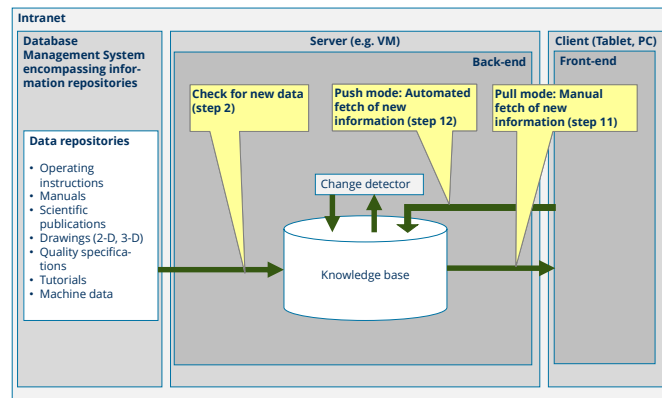 Intranet
Database
Management System
encompassing infor-
mation repositories
Data repositories
• Operating
instructions
• Manuals
• Scientific
publications
• Drawings (2-D, 3-D)
• Quality specifica-
tions
• Tutorials
• Machine data
Server (e.g. VM)
Back-end
Check for new data
(step 2)
Push mode: Automated
fetch of new
information (step 12)
Pull mode: Manual
fetch of new
information (step 11)
Change detector
Knowledge base
Client (Tablet, PC)
Front-end